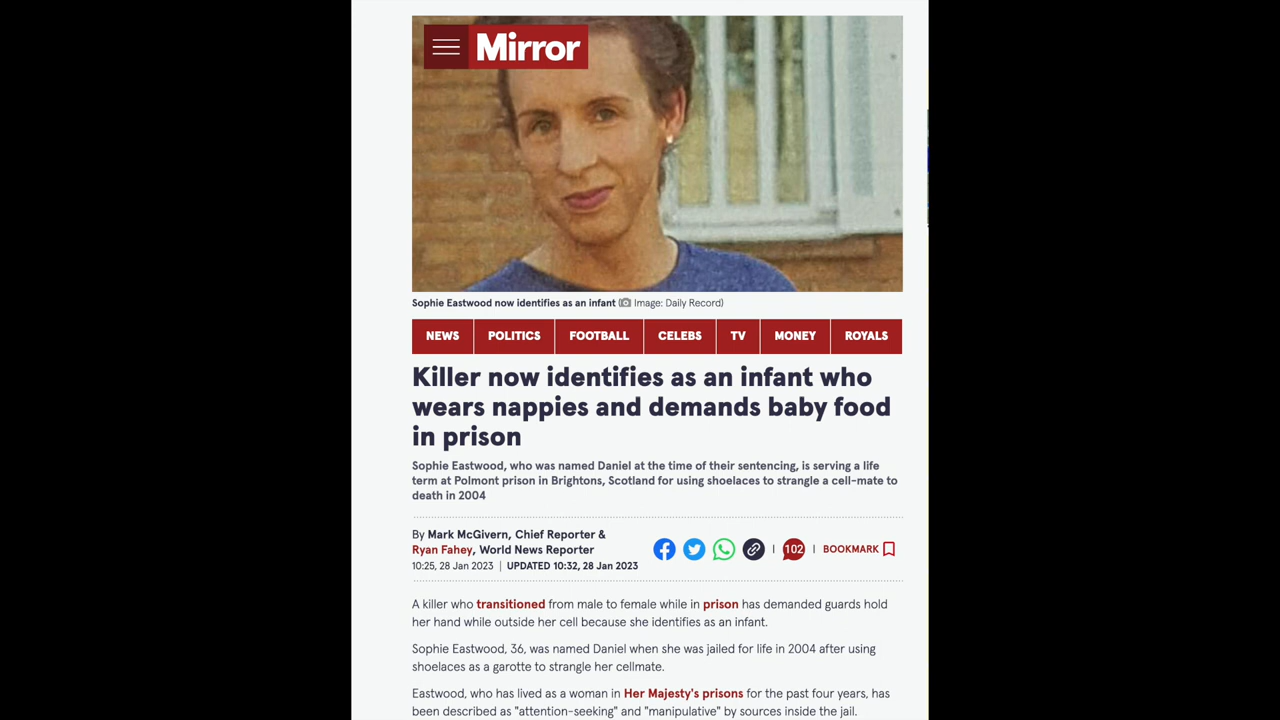 Mirror
Sophie Eastwood now identifies as an infant (Image: Daily Record)
NEWS POLITICS FOOTBALL CELEBS TV MONEY ROYALS
Killer now identifies as an infant who
wears nappies and demands baby food
in prison
Sophie Eastwood, who was named Daniel at the time of their sentencing, is serving a life
term at Polmont prison in Brightons, Scotland for using shoelaces to strangle a cell-mate to
death in 2004
By Mark McGivern, Chief Reporter &
Ryan Fahey, World News Reporter
10:25, 28 Jan 2023 | UPDATED 10:32, 28 Jan 2023
| 102 | BOOKMARK
A killer who transitioned from male to female while in prison has demanded guards hold
her hand while outside her cell because she identifies as an infant.
Sophie Eastwood, 36, was named Daniel when she was jailed for life in 2004 after using
shoelaces as a garotte to strangle her cellmate.
Eastwood, who has lived as a woman in Her Majesty's prisons for the past four years, has
been described as "attention-seeking" and "manipulative" by sources inside the jail.